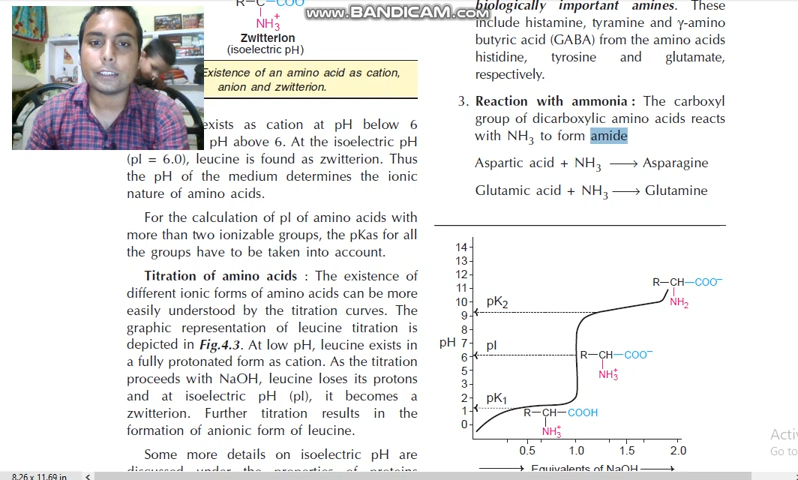 R—C—COO
NH3+
Zwitterion
(isoelectric pH)
Existence of an amino acid as cation,
anion and zwitterion.
exists as cation at pH below 6
pH above 6. At the isoelectric pH
(pI = 6.0), leucine is found as zwitterion. Thus
the pH of the medium determines the ionic
nature of amino acids.
For the calculation of pI of amino acids with
more than two ionizable groups, the pKas for all
the groups have to be taken into account.
Titration of amino acids : The existence of
different ionic forms of amino acids can be more
easily understood by the titration curves. The
graphic representation of leucine titration is
depicted in Fig.4.3. At low pH, leucine exists in
a fully protonated form as cation. As the titration
proceeds with NaOH, leucine loses its protons
and at isoelectric pH (pI), it becomes a
zwitterion. Further titration results in the
formation of anionic form of leucine.
Some more details on isoelectric pH are
discussed under the properties of proteins
www.BANDICAM.com
biologically important amines. These
include histamine, tyramine and γ-amino
butyric acid (GABA) from the amino acids
histidine, tyrosine and glutamate,
respectively.
3. Reaction with ammonia : The carboxyl
group of dicarboxylic amino acids reacts
with NH3 to form amide
Aspartic acid + NH3 ⟶ Asparagine
Glutamic acid + NH3 ⟶ Glutamine
14
13
12
11
10
9
8
pH 7
6
5
3
2
1
0
pK2
pI
pK1
R—CH—COO−
NH2
R—CH—COO−
NH3+
R—CH—COOH
NH3+
0.5 1.0 1.5 2.0
Equivalents of NaOH
Activ
Go to
8.26 x 11.69 in